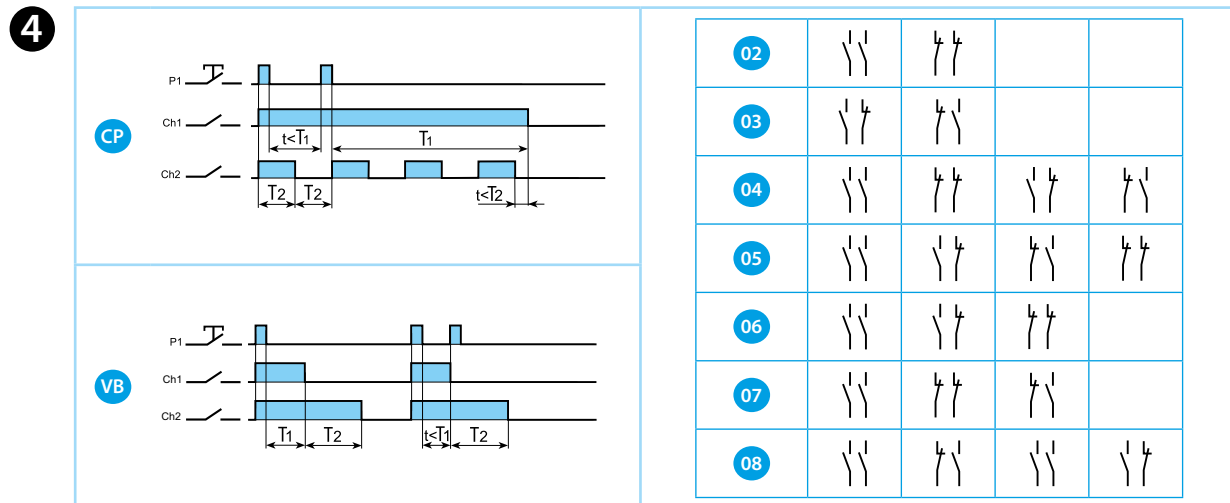 4
CP
P1
Ch1
t<T1
T1
Ch2
T2 T2
t<T2
VB
P1
Ch1
Ch2
T1 T2
t<T1 T2
02
03
04
05
06
07
08